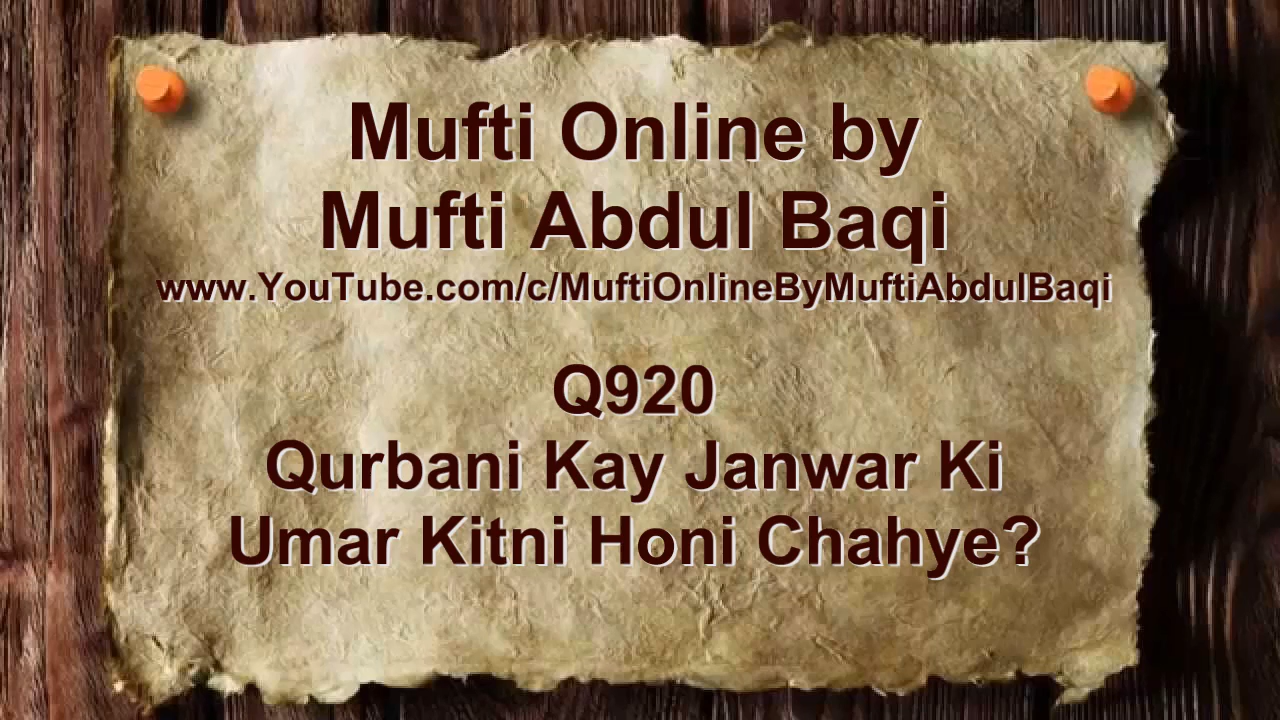 Mufti Online by
Mufti Abdul Baqi
www.YouTube.com/c/MuftiOnlineByMuftiAbdulBaqi
Q920
Qurbani Kay Janwar Ki
Umar Kitni Honi Chahye?